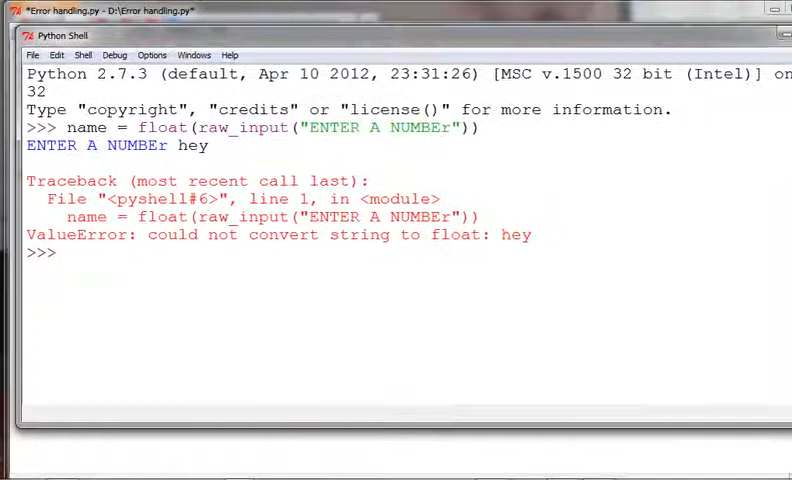 *Error handling.py - D:\Error handling.py*
Python Shell
File Edit Shell Debug Options Windows Help
Python 2.7.3 (default, Apr 10 2012, 23:31:26) [MSC v.1500 32 bit (Intel)] on
32
Type "copyright", "credits" or "license()" for more information.
>>> name = float(raw_input("ENTER A NUMBEr"))
ENTER A NUMBEr hey
Traceback (most recent call last):
File "<pyshell#6>", line 1, in <module>
name = float(raw_input("ENTER A NUMBEr"))
ValueError: could not convert string to float: hey
>>>